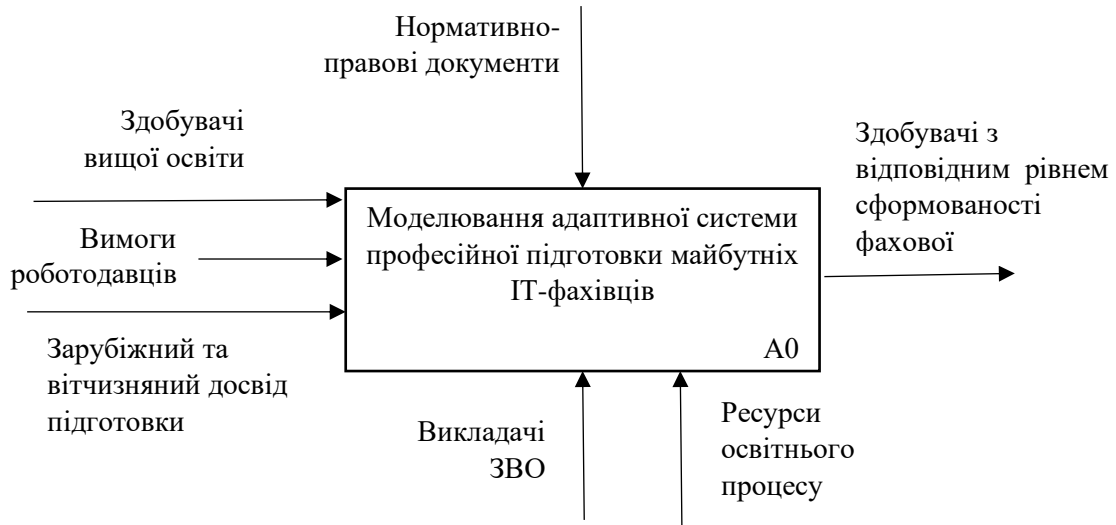 Нормативно-
правові документи
Здобувачі
вищої освіти
Вимоги
роботодавців
Зарубіжний та
вітчизняний досвід
підготовки
Моделювання адаптивної системи
професійної підготовки майбутніх
ІТ-фахівців
А0
Здобувачі з
відповідним рівнем
сформованості
фахової
Викладачі
ЗВО
Ресурси
освітнього
процесу